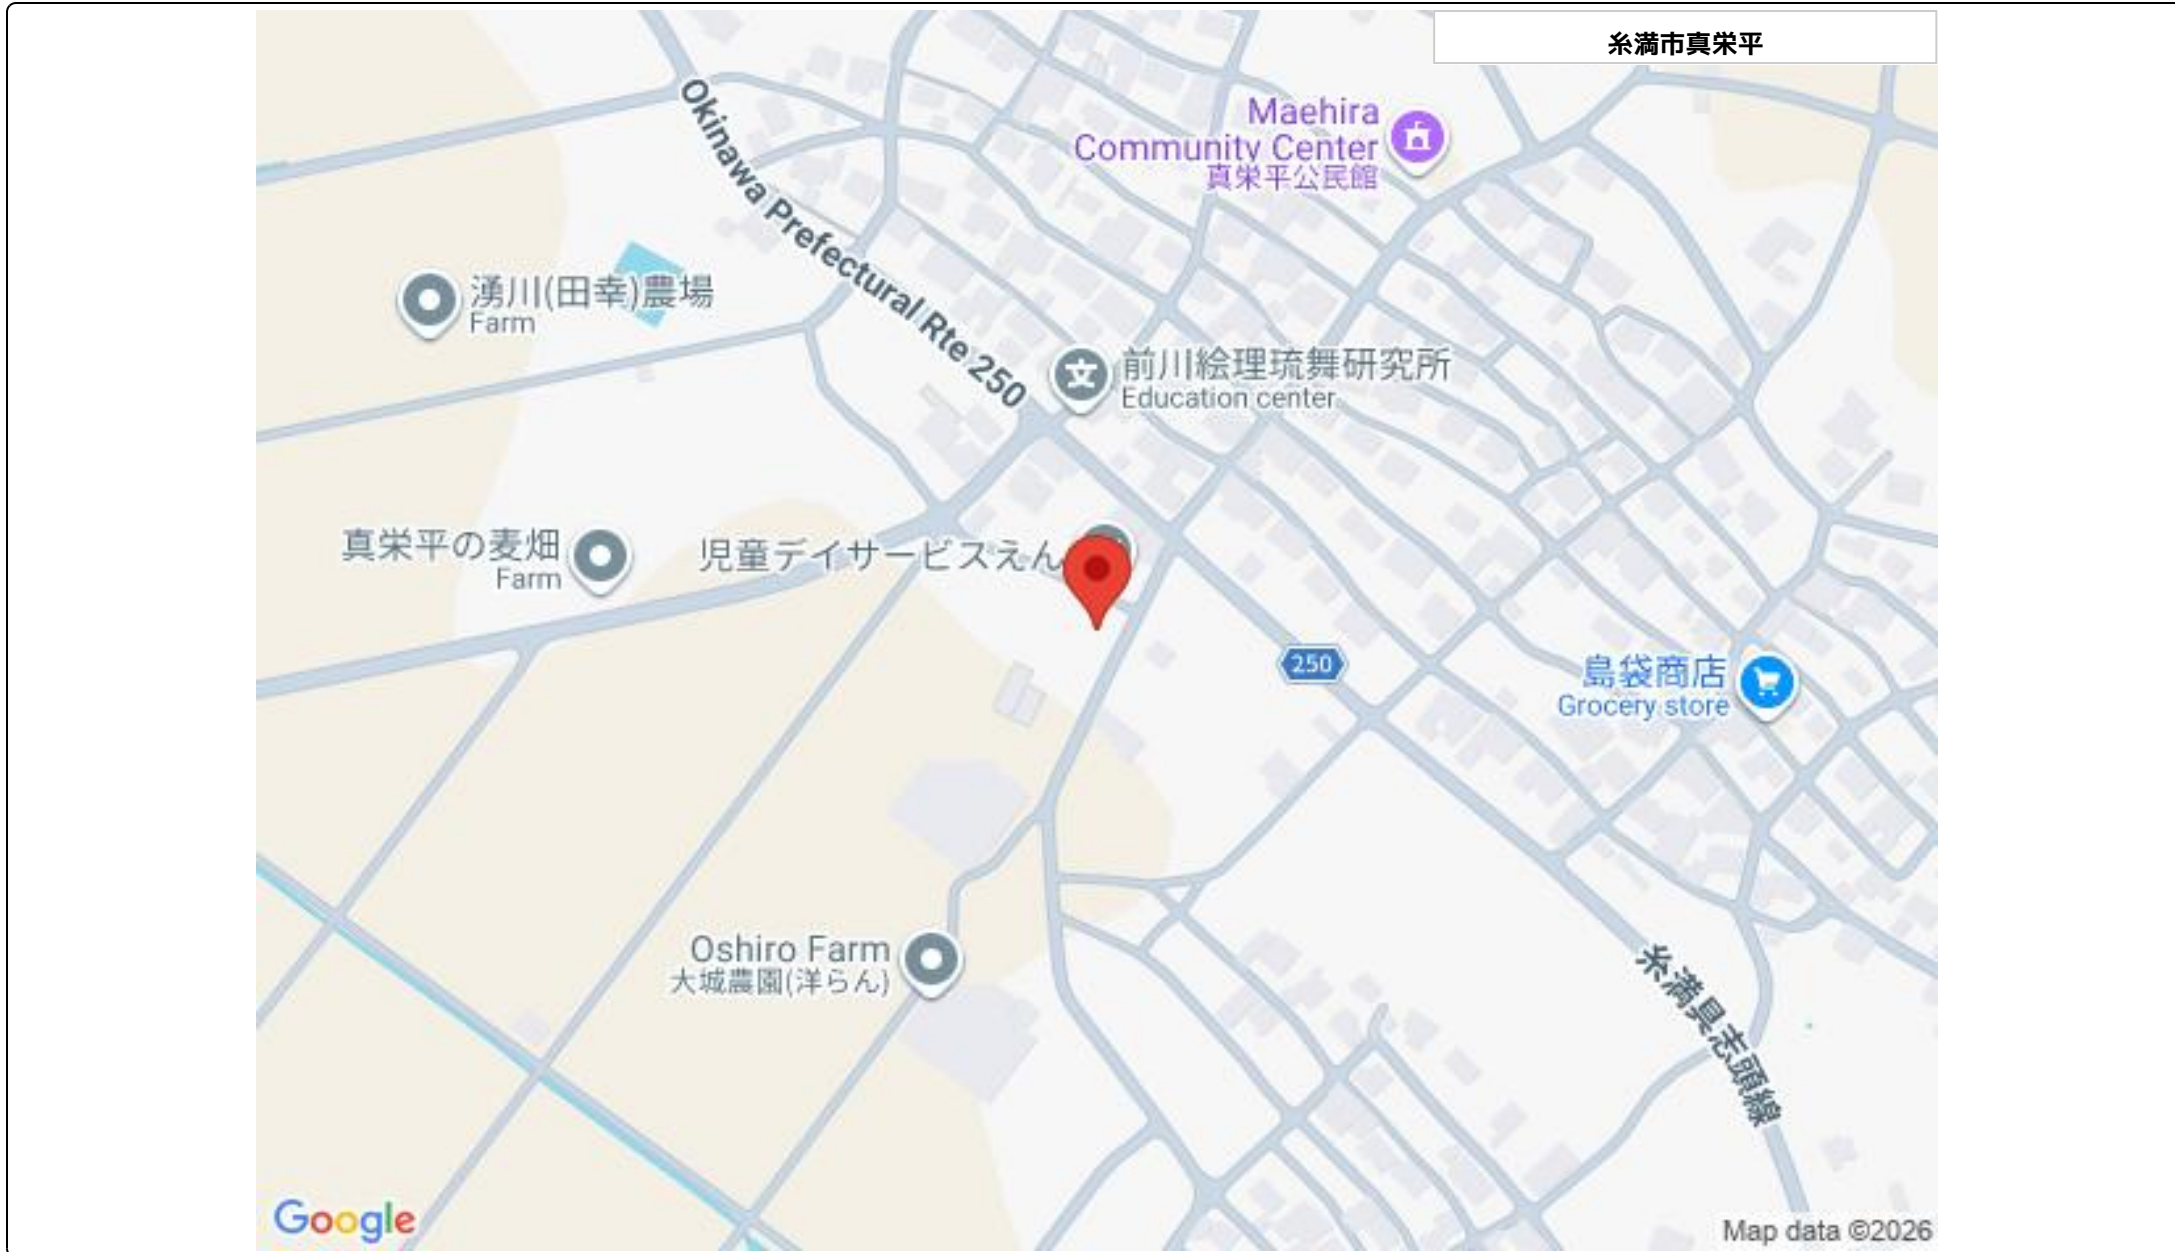 糸満市真栄平
Okinawa Prefectural Rte 250
Maehira
Community Center
真栄平公民館
湧川(田幸)農場
Farm
前川絵理琉舞研究所
Education center
真栄平の麦畑
Farm
児童デイサービスえん
250
島袋商店
Grocery store
Oshiro Farm
大城農園(洋らん)
糸満具志頭線
Google
Map data ©2026